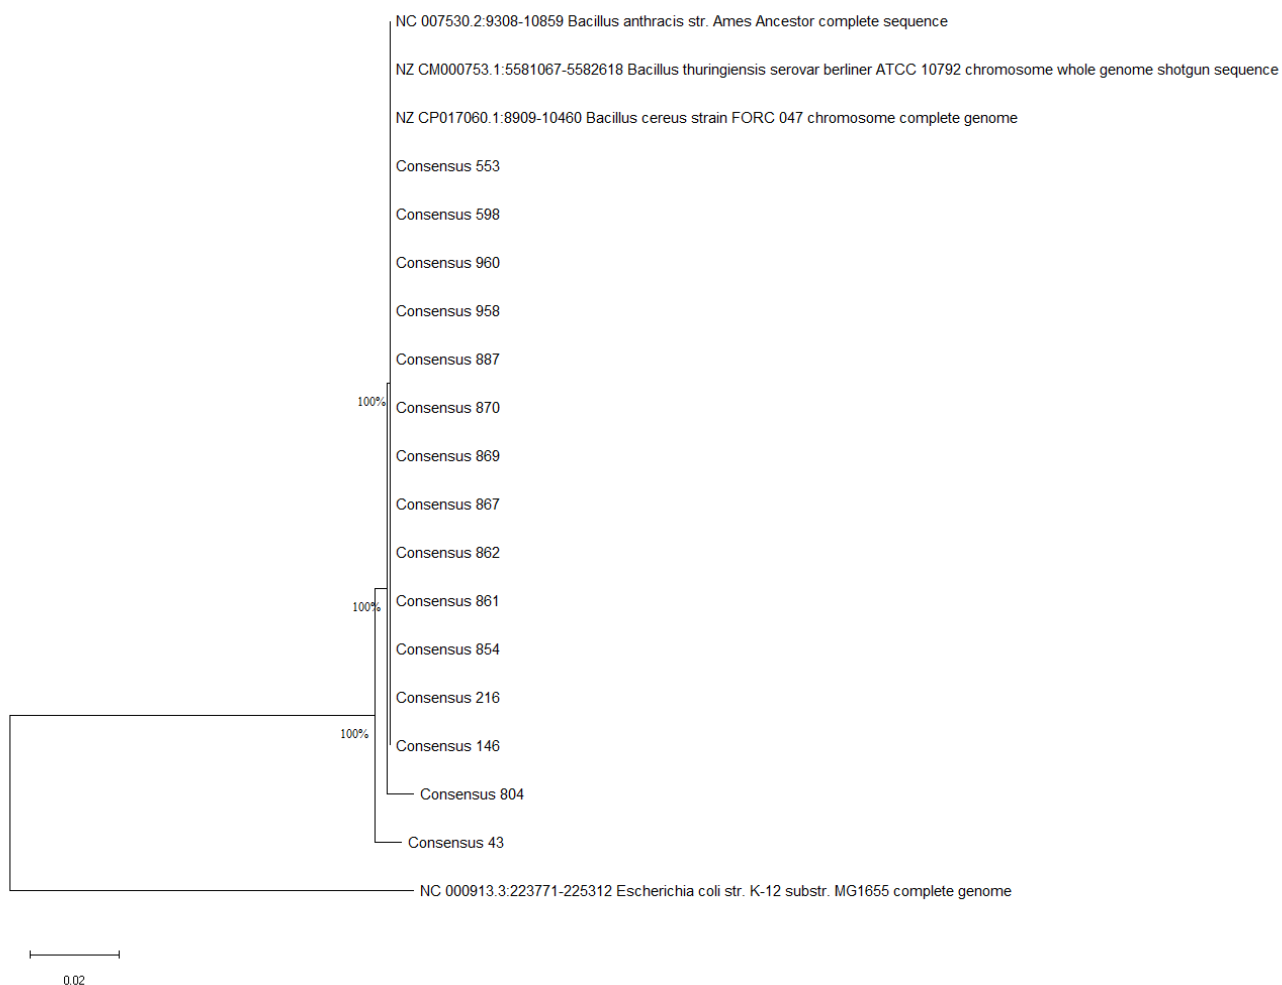 NC 007530.2:9308-10859 Bacillus anthracis str. Ames Ancestor complete sequence
NZ CM000753.1:5581067-5582618 Bacillus thuringiensis serovar berliner ATCC 10792 chromosome whole genome shotgun sequence
NZ CP017060.1:8909-10460 Bacillus cereus strain FORC 047 chromosome complete genome
Consensus 553
Consensus 598
Consensus 960
Consensus 958
Consensus 887
100%
Consensus 870
Consensus 869
Consensus 867
Consensus 862
Consensus 861
100%
Consensus 854
Consensus 216
100%
Consensus 146
Consensus 804
Consensus 43
NC 000913.3:223771-225312 Escherichia coli str. K-12 substr. MG1655 complete genome
0.02